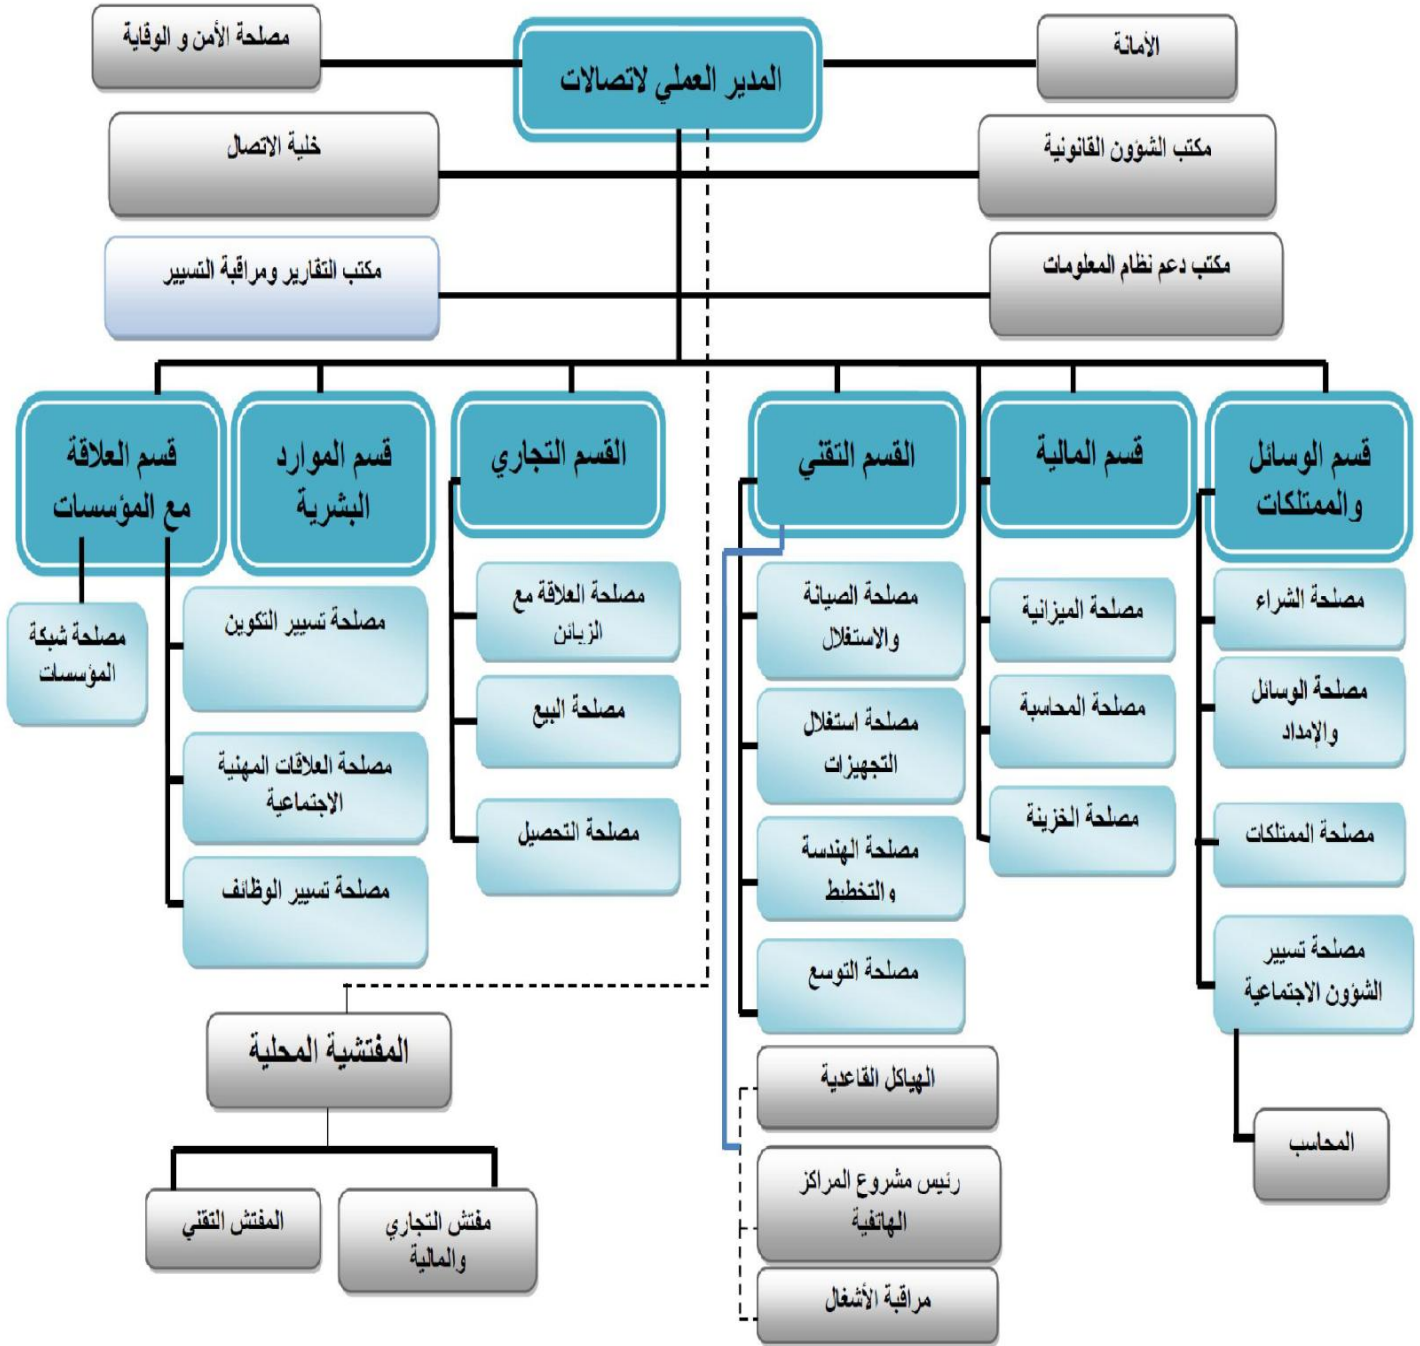 الأمانة
المدير العملي لاتصالات
مصلحة الأمن و الوقاية
مكتب الشؤون القانونية
خلية الاتصال
مكتب دعم نظام المعلومات
مكتب التقارير ومراقبة التسيير
قسم الوسائل
والممتلكات
قسم المالية
القسم التقني
القسم التجاري
قسم الموارد
البشرية
قسم العلاقة
مع المؤسسات
مصلحة الشراء
مصلحة الوسائل
والإمداد
مصلحة الممتلكات
مصلحة تسيير
الشؤون الاجتماعية
المحاسب
مصلحة الميزانية
مصلحة المحاسبة
مصلحة الخزينة
مصلحة الصيانة
والاستغلال
مصلحة استغلال
التجهيزات
مصلحة الهندسة
والتخطيط
مصلحة التوسع
الهياكل القاعدية
رئيس مشروع المراكز
الهاتفية
مراقبة الأشغال
مصلحة العلاقة مع
الزبائن
مصلحة البيع
مصلحة التحصيل
مصلحة تسيير التكوين
مصلحة العلاقات المهنية
الاجتماعية
مصلحة تسيير الوظائف
مصلحة شبكة
المؤسسات
المفتشية المحلية
مفتش التجاري
والمالية
المفتش التقني